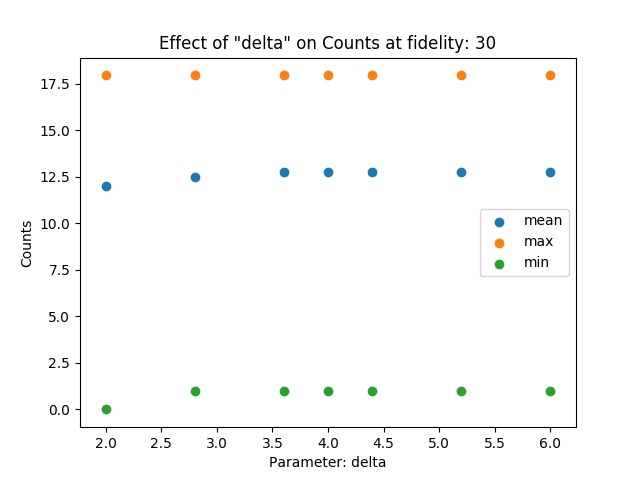 Effect of "delta" on Counts at fidelity: 30
17.5
15.0
12.5
10.0
7.5
5.0
2.5
0.0
Counts
mean
max
min
2.0 2.5 3.0 3.5 4.0 4.5 5.0 5.5 6.0
Parameter: delta